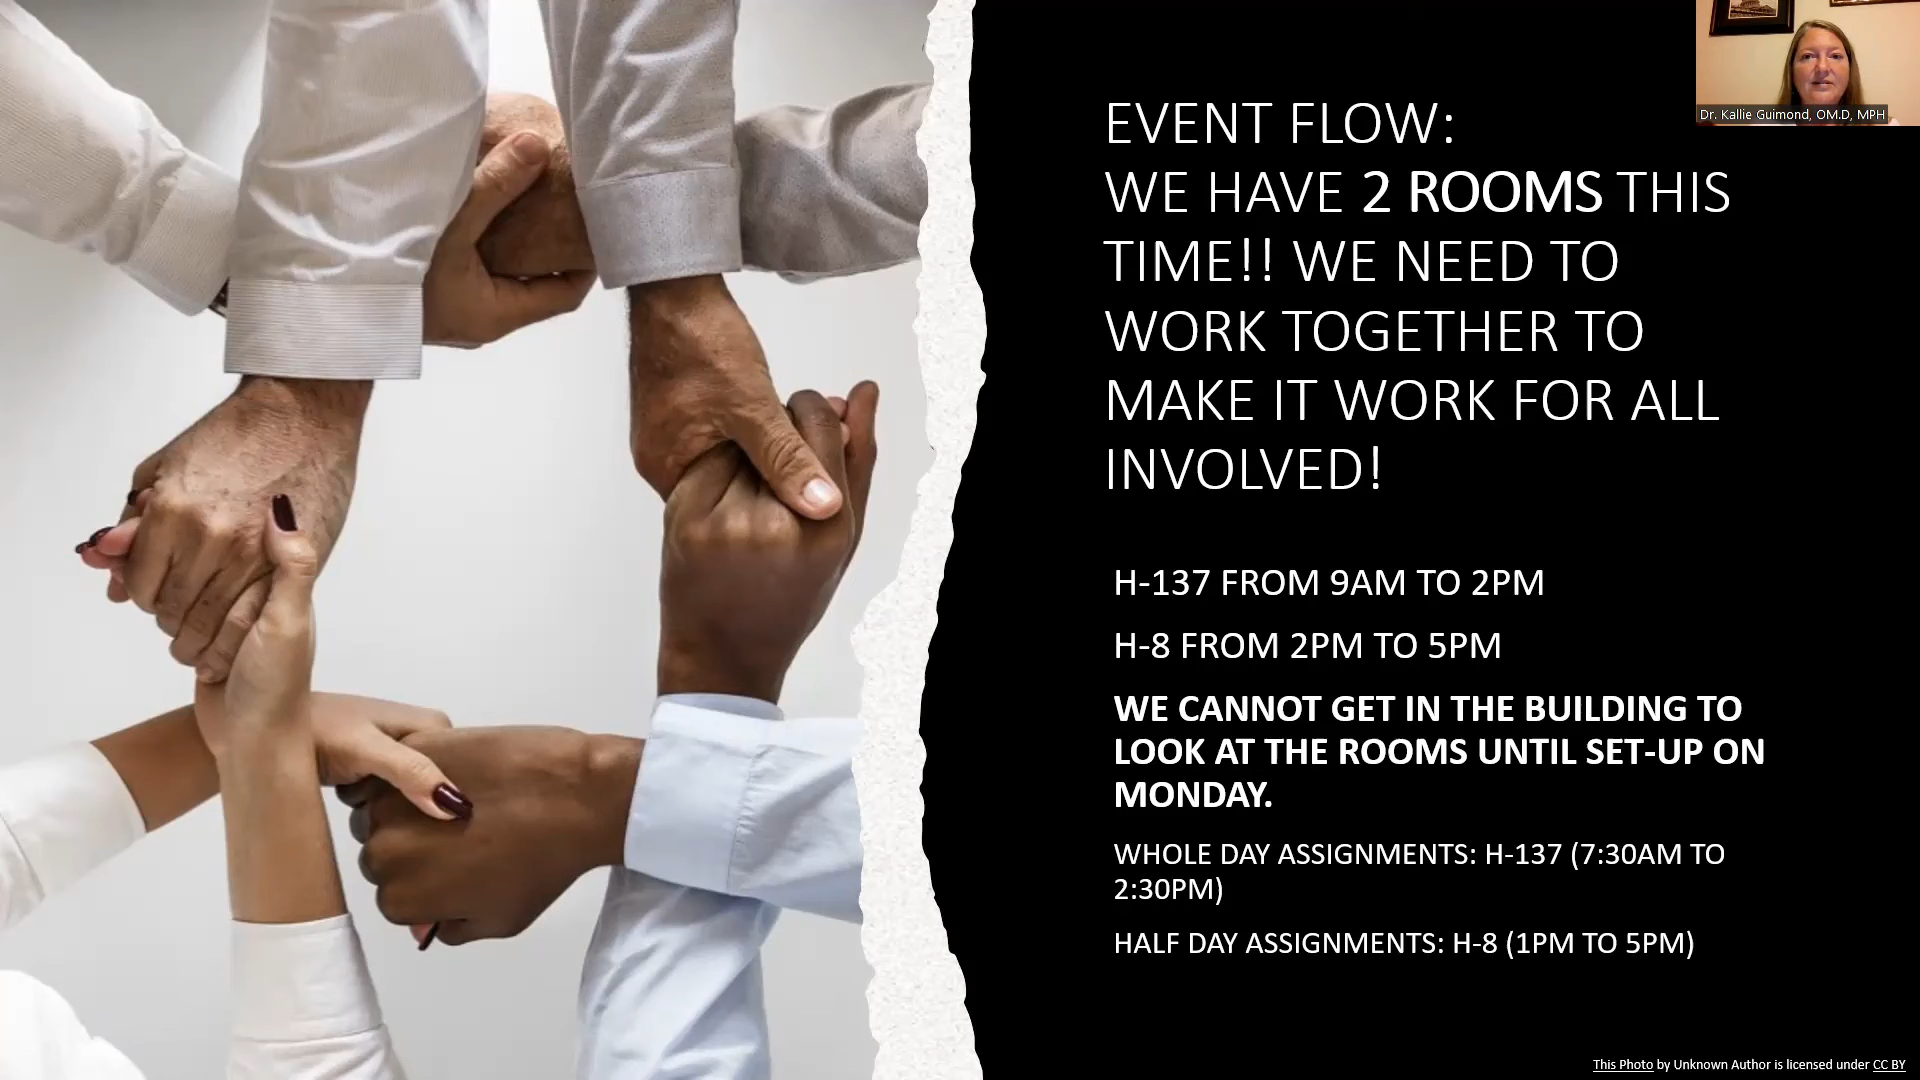 Dr. Kallie Guimond, OM.D, MPH
EVENT FLOW:
WE HAVE 2 ROOMS THIS
TIME!! WE NEED TO
WORK TOGETHER TO
MAKE IT WORK FOR ALL
INVOLVED!
H-137 FROM 9AM TO 2PM
H-8 FROM 2PM TO 5PM
WE CANNOT GET IN THE BUILDING TO
LOOK AT THE ROOMS UNTIL SET-UP ON
MONDAY.
WHOLE DAY ASSIGNMENTS: H-137 (7:30AM TO
2:30PM)
HALF DAY ASSIGNMENTS: H-8 (1PM TO 5PM)
This Photo by Unknown Author is licensed under CC BY